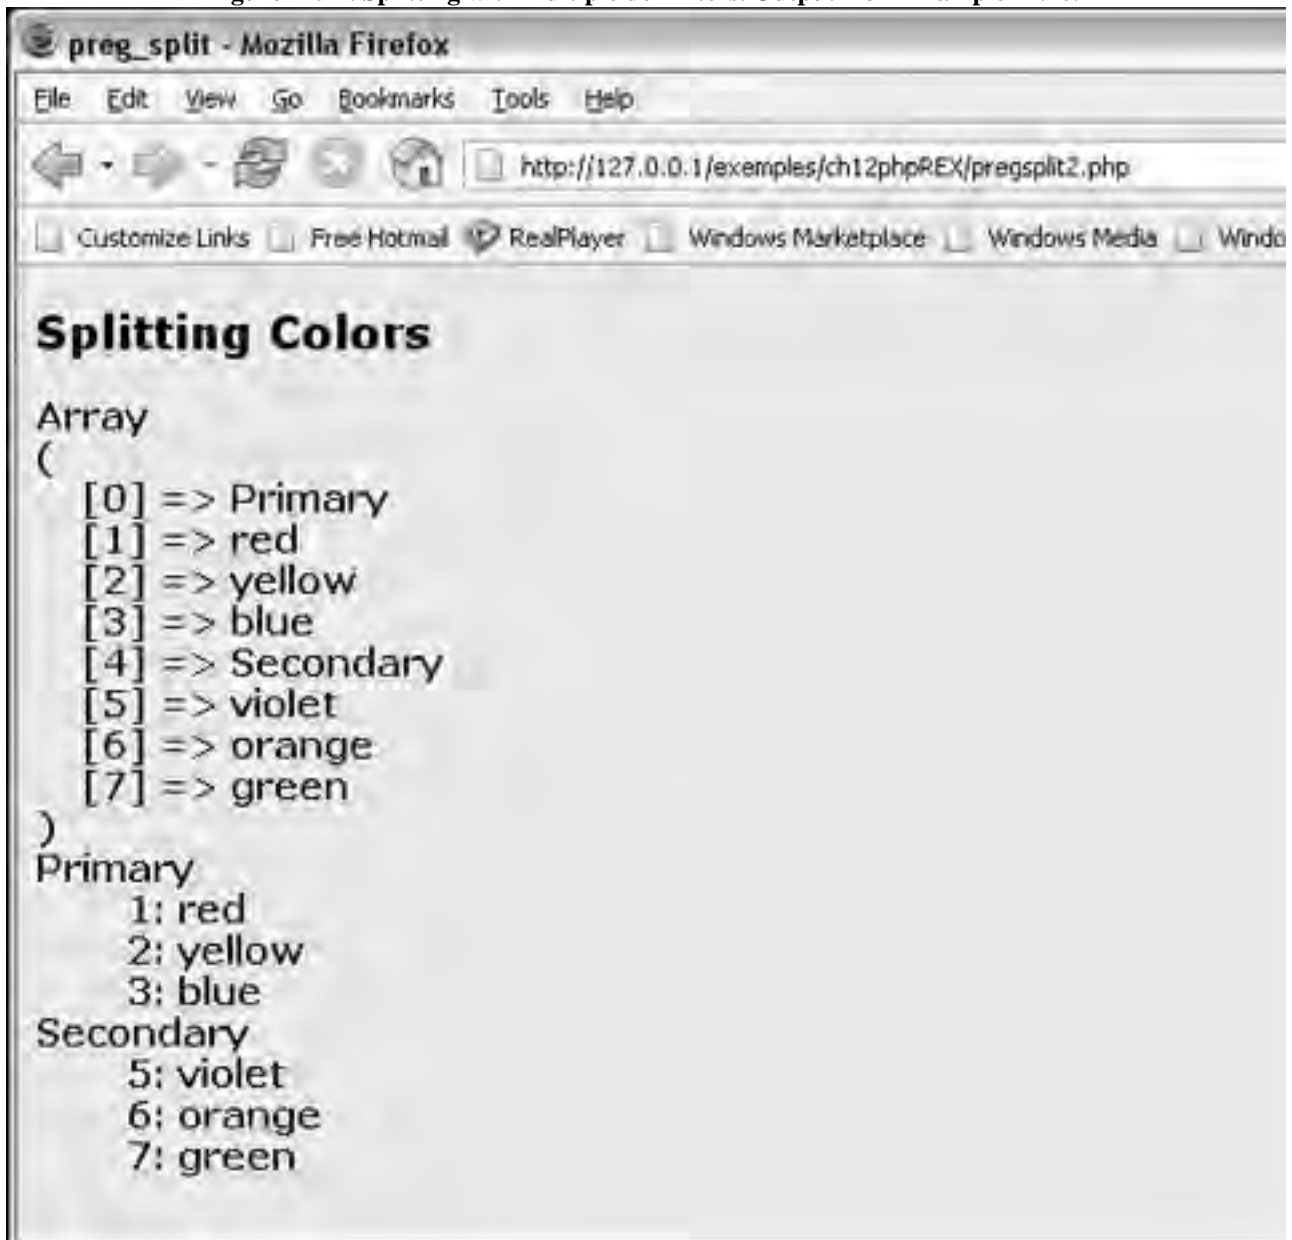 preg_split - Mozilla Firefox
File Edit View Go Bookmarks Tools Help
http://127.0.0.1/exemples/ch12phpREX/pregsplit2.php
Customize Links Free Hotmail RealPlayer Windows Marketplace Windows Media Windo
Splitting Colors
Array
(
[0] => Primary
[1] => red
[2] => yellow
[3] => blue
[4] => Secondary
[5] => violet
[6] => orange
[7] => green
)
Primary
1: red
2: yellow
3: blue
Secondary
5: violet
6: orange
7: green